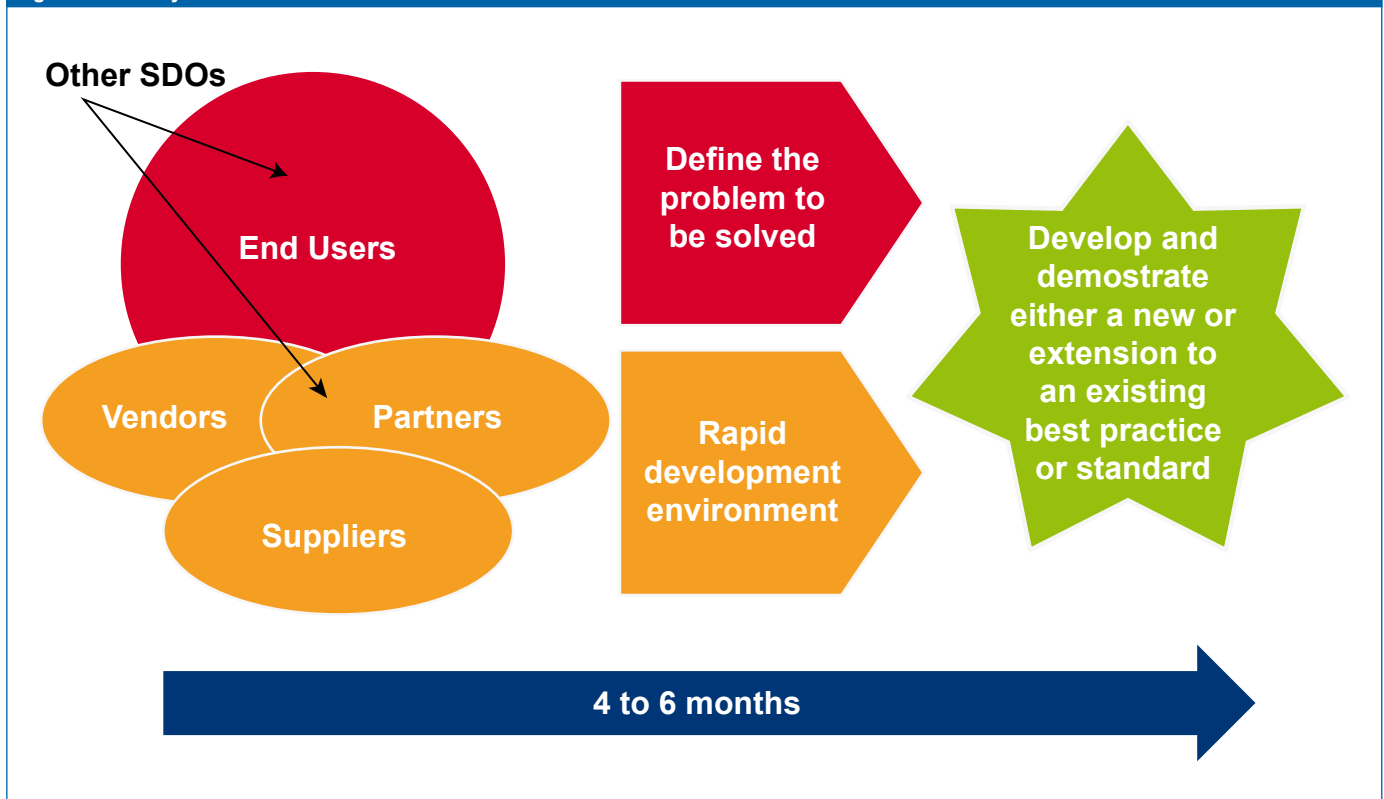 Other SDOs
End Users
Vendors
Partners
Suppliers
Define the
problem to
be solved
Rapid
development
environment
Develop and
demostrate
either a new or
extension to
an existing
best practice
or standard
4 to 6 months